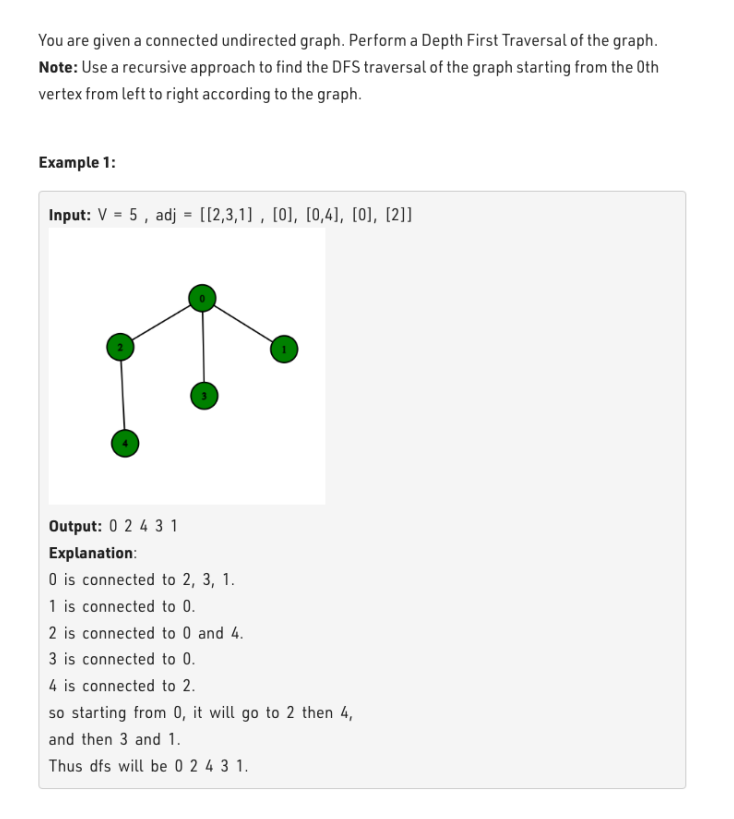 You are given a connected undirected graph. Perform a Depth First Traversal of the graph.
Note: Use a recursive approach to find the DFS traversal of the graph starting from the 0th
vertex from left to right according to the graph.
Example 1:
Input: V = 5 , adj = [[2,3,1] , [0], [0,4], [0], [2]]
0
2
1
3
4
Output: 0 2 4 3 1
Explanation:
0 is connected to 2, 3, 1.
1 is connected to 0.
2 is connected to 0 and 4.
3 is connected to 0.
4 is connected to 2.
so starting from 0, it will go to 2 then 4,
and then 3 and 1.
Thus dfs will be 0 2 4 3 1.